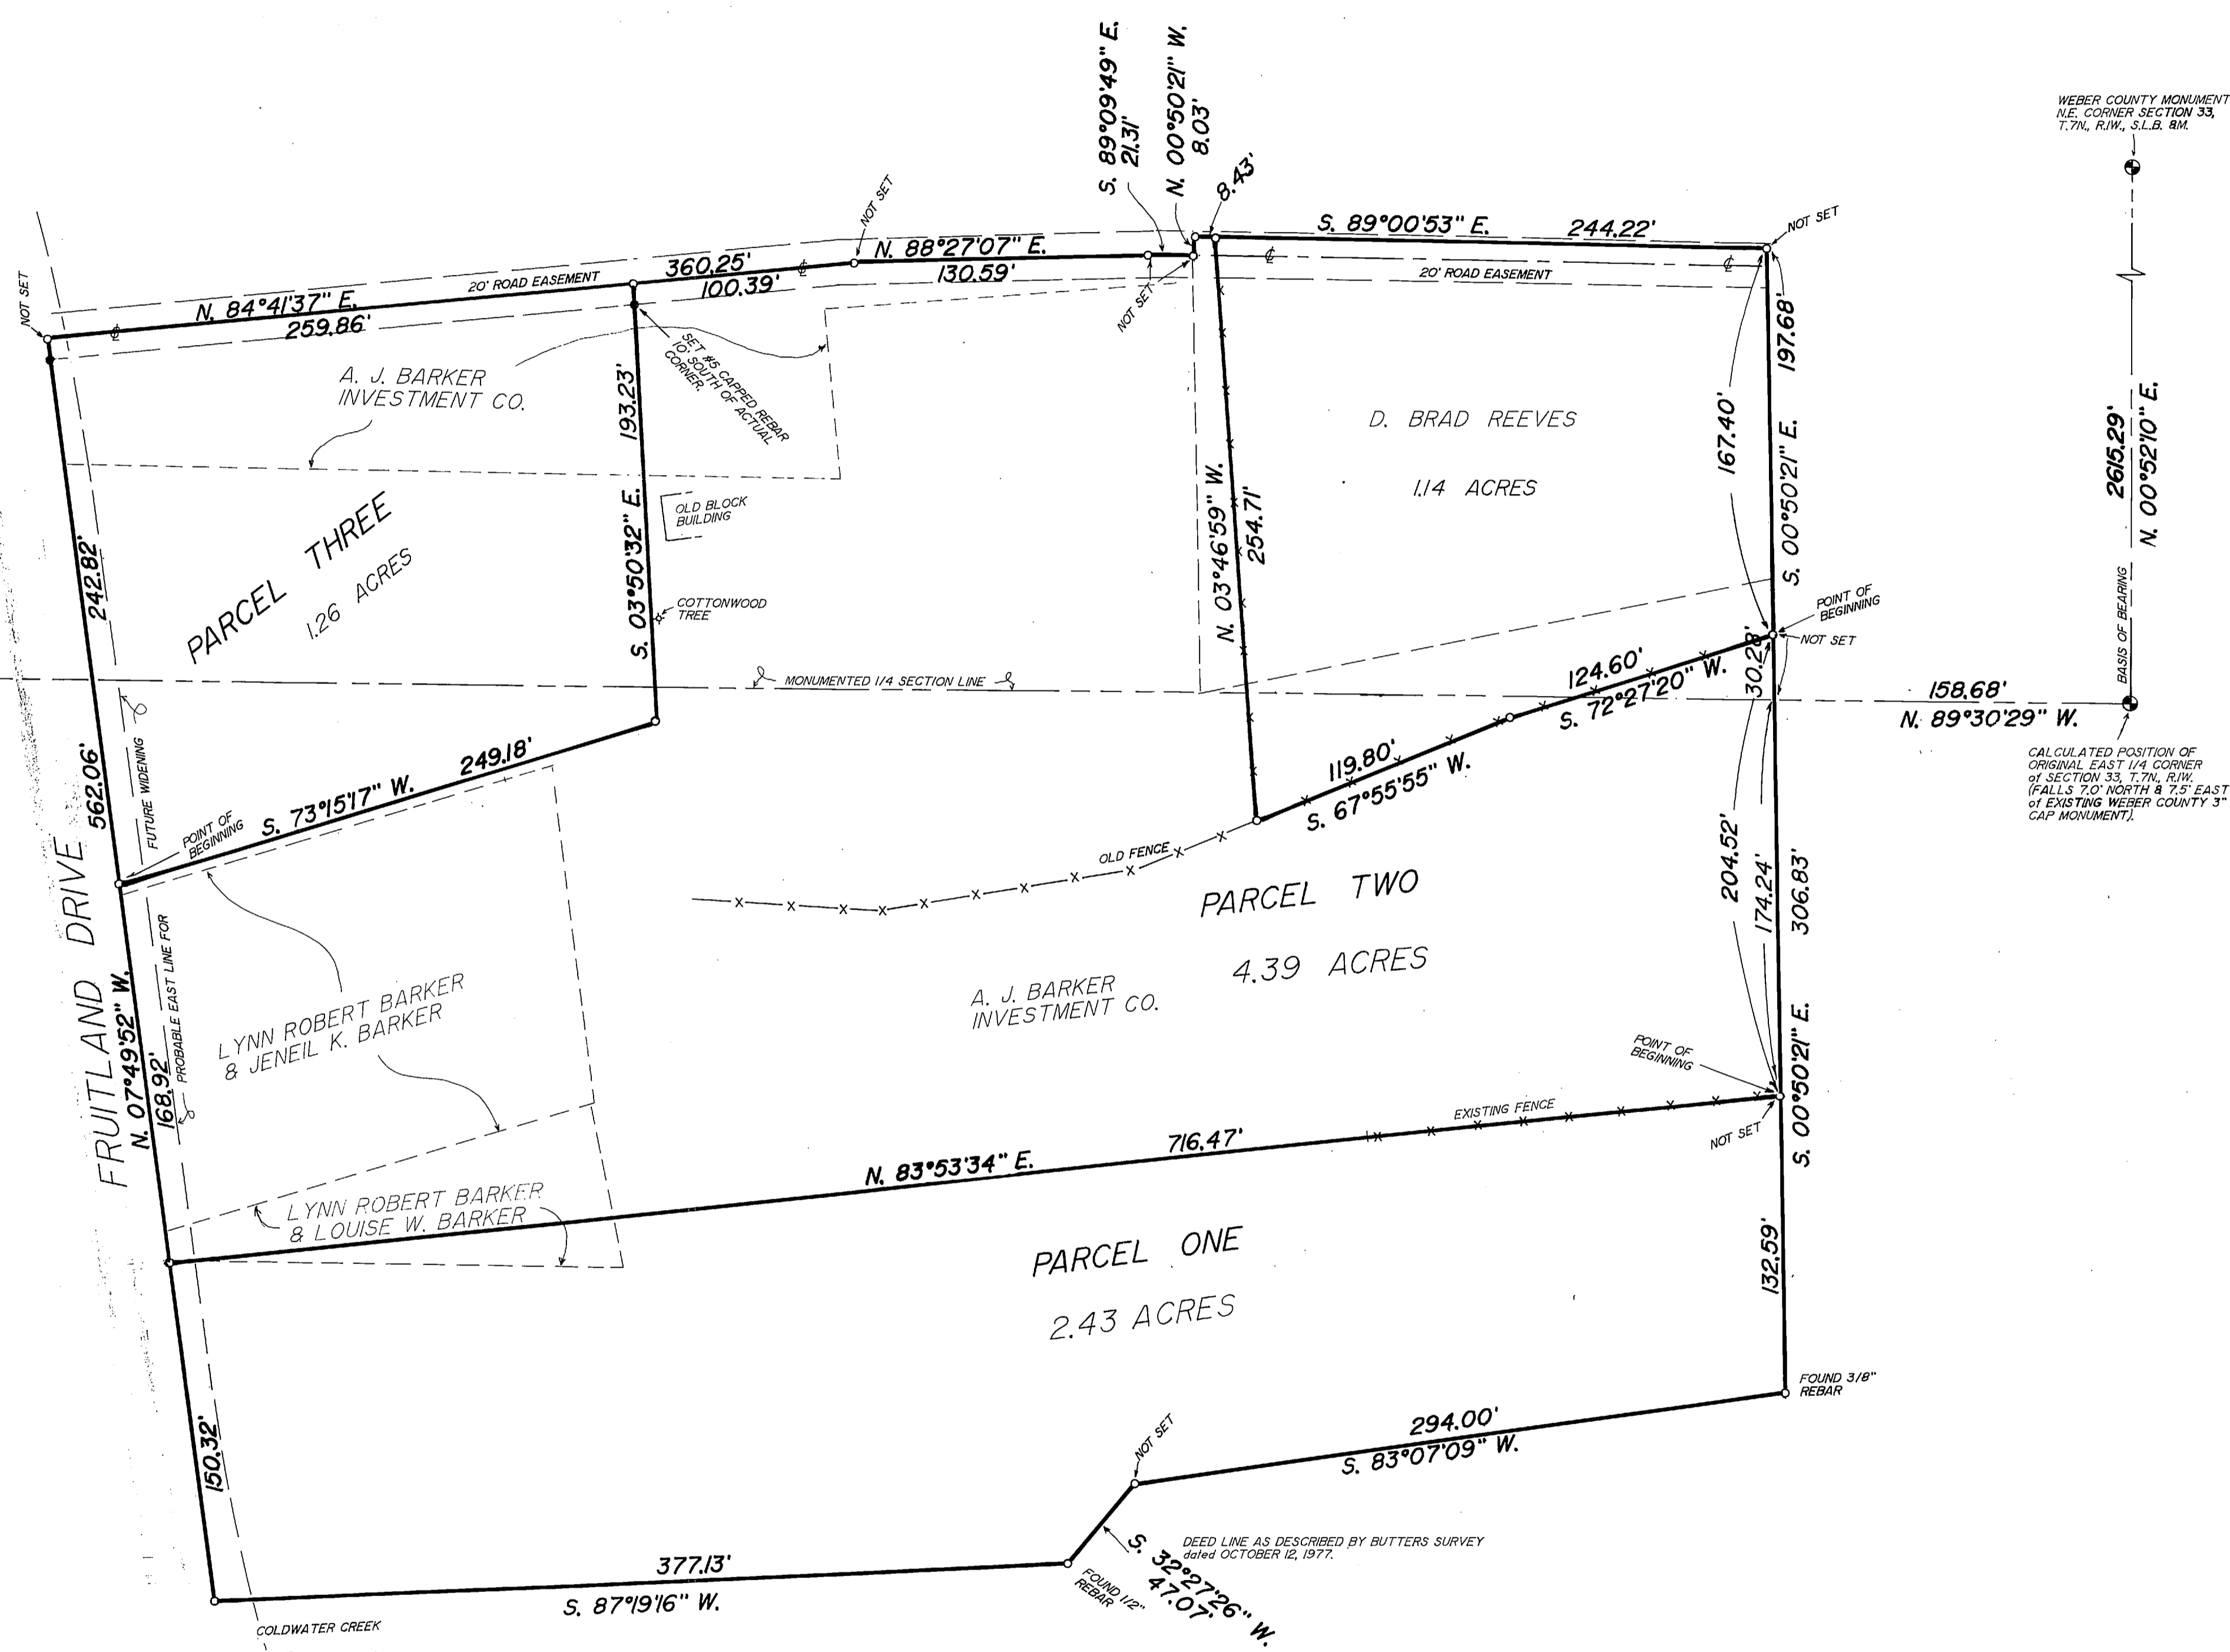 S. 89°09'49" E.
21.31'
N. 00°50'21" W.
8.03'
8.43'
WEBER COUNTY MONUMENT
N.E. CORNER SECTION 33,
T.7N., R.1W., S.L.B. &M.
NOT SET
S. 89°00'53" E. 244.22'
NOT SET
N. 88°27'07" E.
130.59'
360.25'
100.39'
20' ROAD EASEMENT
20' ROAD EASEMENT
NOT SET
N. 84°41'37" E.
259.86'
NOT SET
197.68'
SET #5 CAPPED REBAR
10' SOUTH OF ACTUAL
CORNER.
A. J. BARKER
INVESTMENT CO.
193.23'
S. 03°50'32" E.
D. BRAD REEVES
1.14 ACRES
167.40'
S. 00°50'21" E.
2615.29'
N. 00°52'10" E.
BASIS OF BEARING
OLD BLOCK
BUILDING
N. 03°46'59" W.
254.71'
PARCEL THREE
1.26 ACRES
242.82'
COTTONWOOD
TREE
POINT OF
BEGINNING
NOT SET
30.28'
MONUMENTED 1/4 SECTION LINE
124.60'
S. 72°27'20" W.
158.68'
N. 89°30'29" W.
CALCULATED POSITION OF
ORIGINAL EAST 1/4 CORNER
of SECTION 33, T.7N., R.1W.
(FALLS 7.0' NORTH & 7.5' EAST
of EXISTING WEBER COUNTY 3"
CAP MONUMENT).
249.18'
S. 73°15'17" W.
119.80'
S. 67°55'55" W.
562.06'
FUTURE WIDENING
POINT OF
BEGINNING
OLD FENCE
204.52'
174.24'
306.83'
PARCEL TWO
4.39 ACRES
FRUITLAND DRIVE
N. 07°49'52" W.
168.92'
PROBABLE EAST LINE FOR
LYNN ROBERT BARKER
& JENEIL K. BARKER
A. J. BARKER
INVESTMENT CO.
POINT OF
BEGINNING
S. 00°50'21" E.
EXISTING FENCE
NOT SET
716.47'
N. 83°53'34" E.
LYNN ROBERT BARKER
& LOUISE W. BARKER
PARCEL ONE
2.43 ACRES
132.59'
FOUND 3/8"
REBAR
150.32'
294.00'
S. 83°07'09" W.
NOT SET
DEED LINE AS DESCRIBED BY BUTTERS SURVEY
dated OCTOBER 12, 1977.
S. 32°27'26" W.
47.07'
FOUND 1/2"
REBAR
377.13'
S. 87°19'16" W.
COLDWATER CREEK